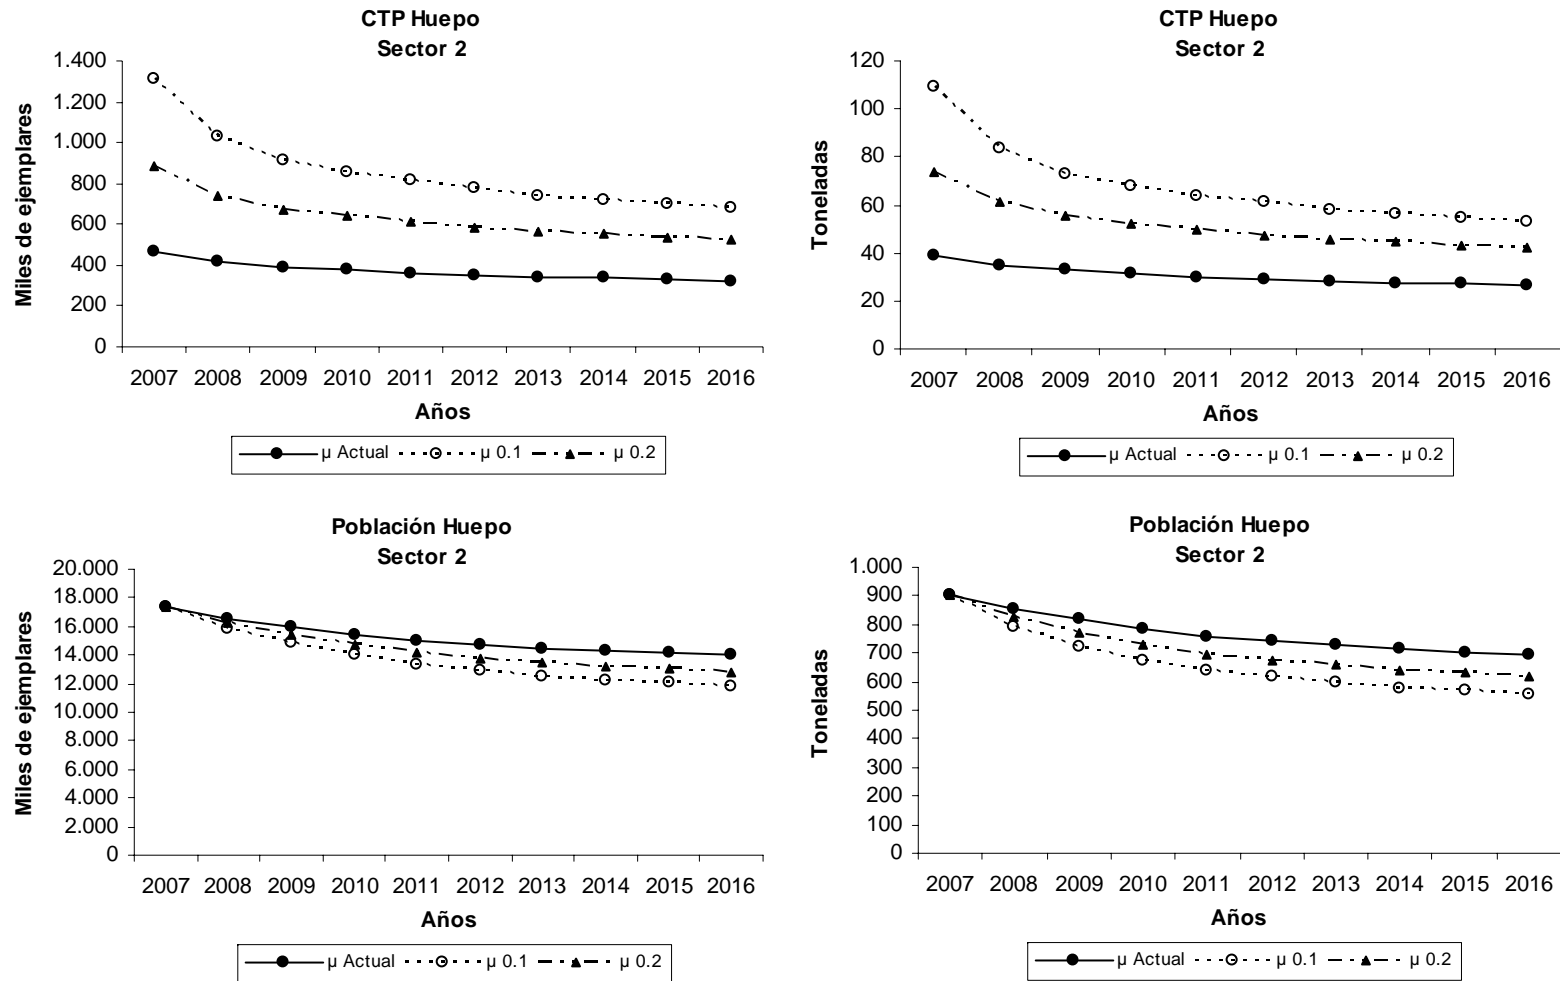 CTP Huepo
Sector 2
Miles de ejemplares
1.400
1.200
1.000
800
600
400
200
0
2007 2008 2009 2010 2011 2012 2013 2014 2015 2016
Años
µ Actual µ 0.1 µ 0.2
CTP Huepo
Sector 2
Toneladas
120
100
80
60
40
20
0
2007 2008 2009 2010 2011 2012 2013 2014 2015 2016
Años
µ Actual µ 0.1 µ 0.2
Población Huepo
Sector 2
Miles de ejemplares
20.000
18.000
16.000
14.000
12.000
10.000
8.000
6.000
4.000
2.000
0
2007 2008 2009 2010 2011 2012 2013 2014 2015 2016
Años
µ Actual µ 0.1 µ 0.2
Población Huepo
Sector 2
Toneladas
1.000
900
800
700
600
500
400
300
200
100
0
2007 2008 2009 2010 2011 2012 2013 2014 2015 2016
Años
µ Actual µ 0.1 µ 0.2